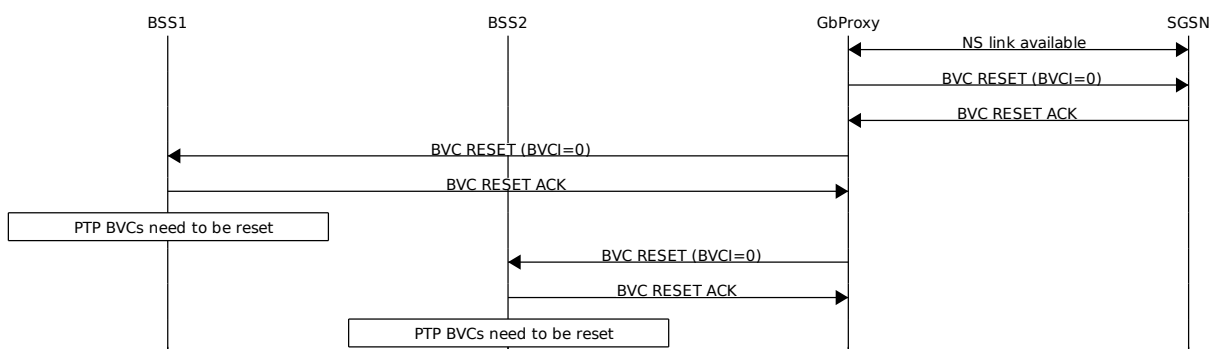 BSS1 BSS2 GbProxy SGSN
NS link available
BVC RESET (BVCI=0)
BVC RESET ACK
BVC RESET (BVCI=0)
BVC RESET ACK
PTP BVCs need to be reset
BVC RESET (BVCI=0)
BVC RESET ACK
PTP BVCs need to be reset